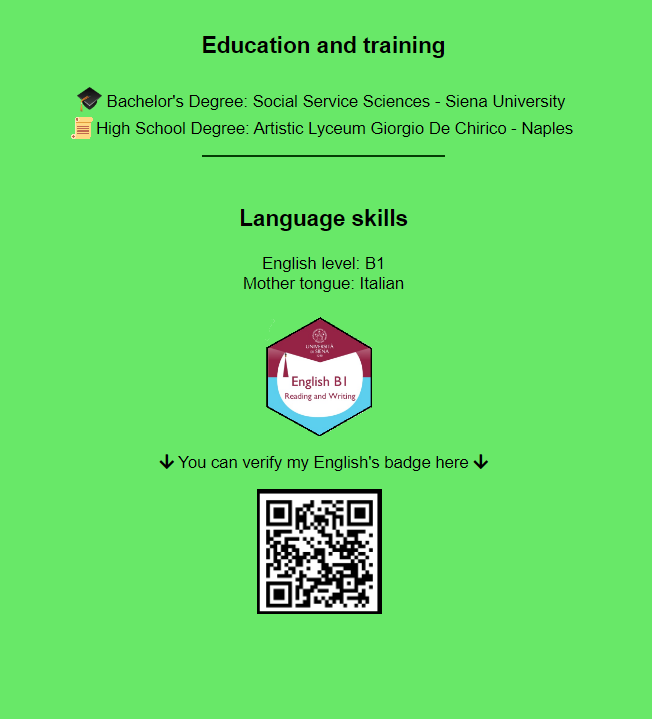 Education and training
Bachelor's Degree: Social Service Sciences - Siena University
High School Degree: Artistic Lyceum Giorgio De Chirico - Naples
Language skills
English level: B1
Mother tongue: Italian
UNIVERSITÀ
DI SIENA
English B1
Reading and Writing
You can verify my English's badge here